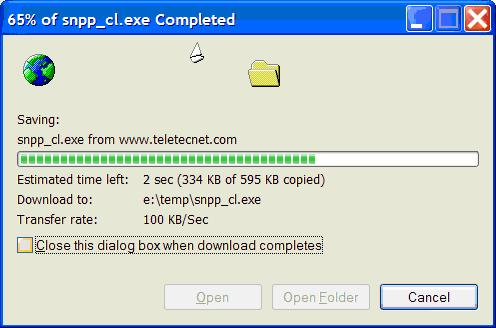 65% of snpp_cl.exe Completed
Saving:
snpp_cl.exe from www.teletecnet.com
Estimated time left: 2 sec (334 KB of 595 KB copied)
Download to: e:\temp\snpp_cl.exe
Transfer rate: 100 KB/Sec
Close this dialog box when download completes
Open Open Folder Cancel